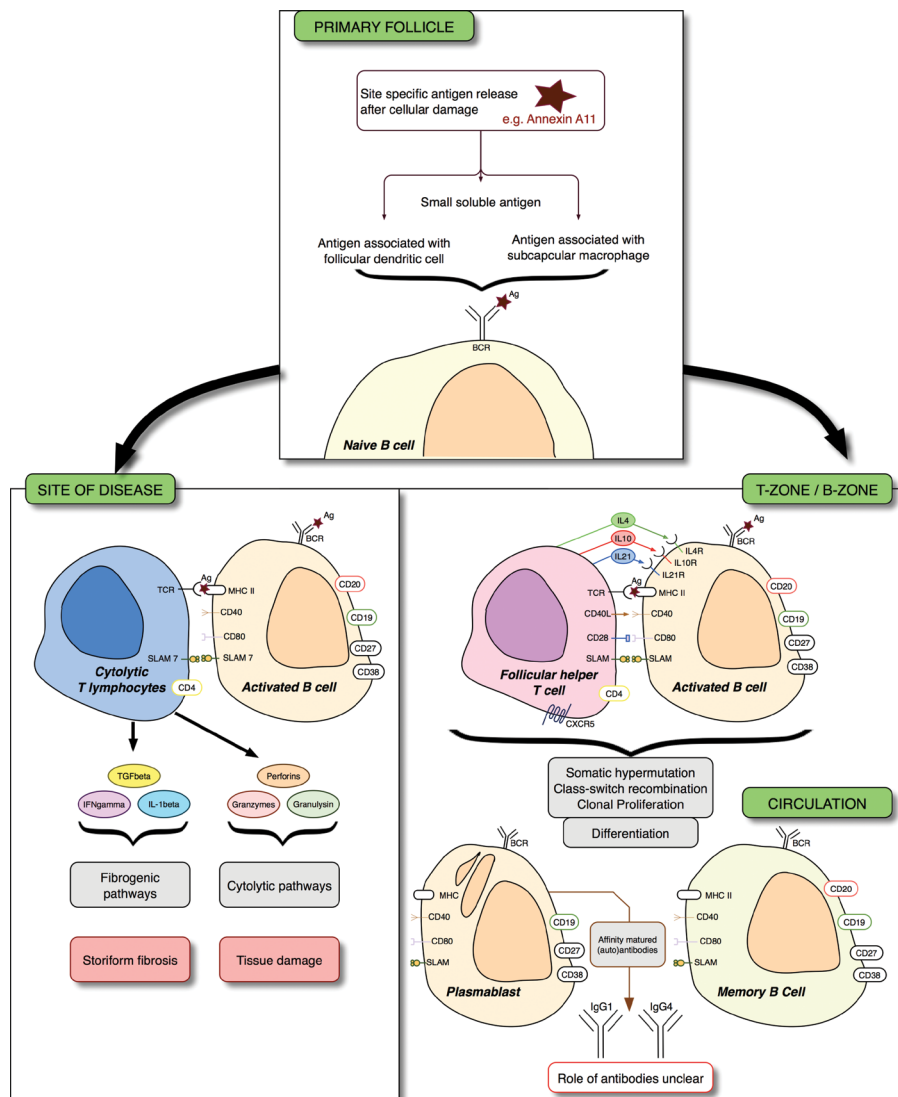 PRIMARY FOLLICLE
Site specific antigen release
after cellular damage
e.g. Annexin A11
Small soluble antigen
Antigen associated with
follicular dendritic cell
Antigen associated with
subcapular macrophage
Ag
BCR
Naive B cell
SITE OF DISEASE
Ag
BCR
TCR
Ag
MHC II
CD40
CD80
SLAM 7
SLAM 7
CD4
CD20
CD19
CD27
CD38
Cytolytic
T lymphocytes
Activated B cell
TGFbeta
IFNgamma
IL-1beta
Perforins
Granzymes
Granulysin
Fibrogenic
pathways
Cytolytic pathways
Storiform fibrosis
Tissue damage
T-ZONE / B-ZONE
IL4
IL10
IL21
IL4R
IL10R
IL21R
Ag
BCR
TCR
Ag
MHC II
CD40L
CD40
CD28
CD80
SLAM
SLAM
CD4
CXCR5
CD20
CD19
CD27
CD38
Follicular helper
T cell
Activated B cell
Somatic hypermutation
Class-switch recombination
Clonal Proliferation
Differentiation
CIRCULATION
MHC
CD40
CD80
SLAM
BCR
CD19
CD27
CD38
Plasmablast
Affinity matured
(auto)antibodies
IgG1
IgG4
Role of antibodies unclear
BCR
MHC II
CD40
CD80
SLAM
CD20
CD19
CD27
CD38
Memory B Cell